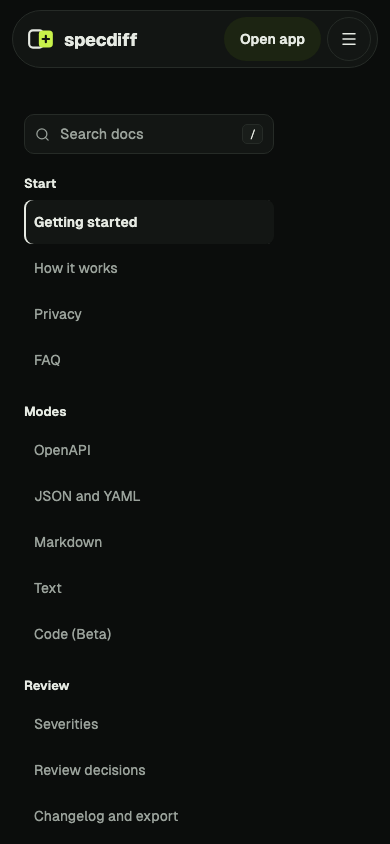 specdiff
Open app
Search docs
/
Start
Getting started
How it works
Privacy
FAQ
Modes
OpenAPI
JSON and YAML
Markdown
Text
Code (Beta)
Review
Severities
Review decisions
Changelog and export